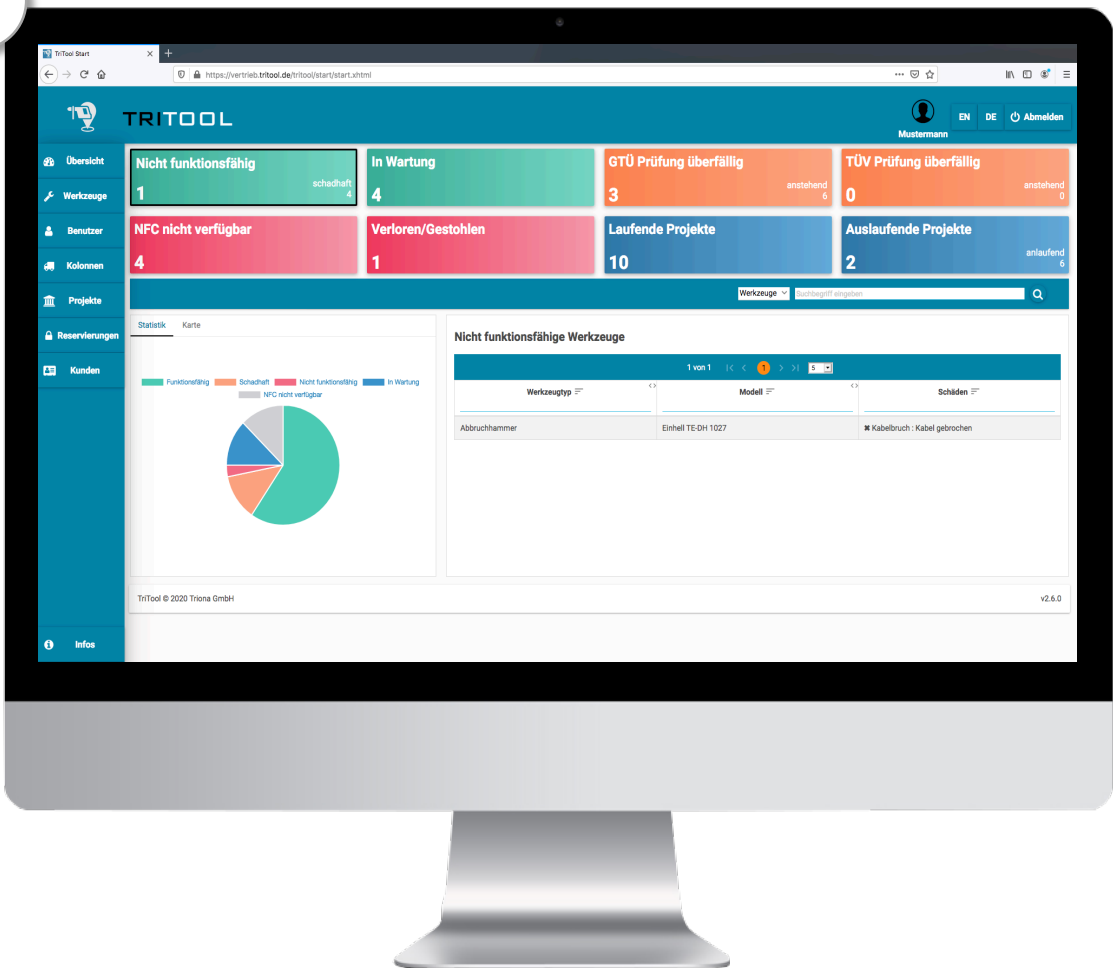 TriTool Start
https://vertrieb.tritool.de/tritool/start/start.xhtml
TRITOOL
Mustermann
EN DE Abmelden
Übersicht
Werkzeuge
Benutzer
Kolonnen
Projekte
Reservierungen
Kunden
Infos
Nicht funktionsfähig
1
schadhaft
4
In Wartung
4
GTÜ Prüfung überfällig
3
anstehend
6
TÜV Prüfung überfällig
0
anstehend
0
NFC nicht verfügbar
4
Verloren/Gestohlen
1
Laufende Projekte
10
Auslaufende Projekte
2
anlaufend
6
Werkzeuge Suchbegriff eingeben
Statistik Karte
Funktionsfähig Schadhaft Nicht funktionsfähig In Wartung
NFC nicht verfügbar
Nicht funktionsfähige Werkzeuge
1 von 1 1 5
Werkzeugtyp Modell Schäden
Abbruchhammer Einhell TE-DH 1027 ✖ Kabelbruch : Kabel gebrochen
TriTool © 2020 Triona GmbH v2.6.0